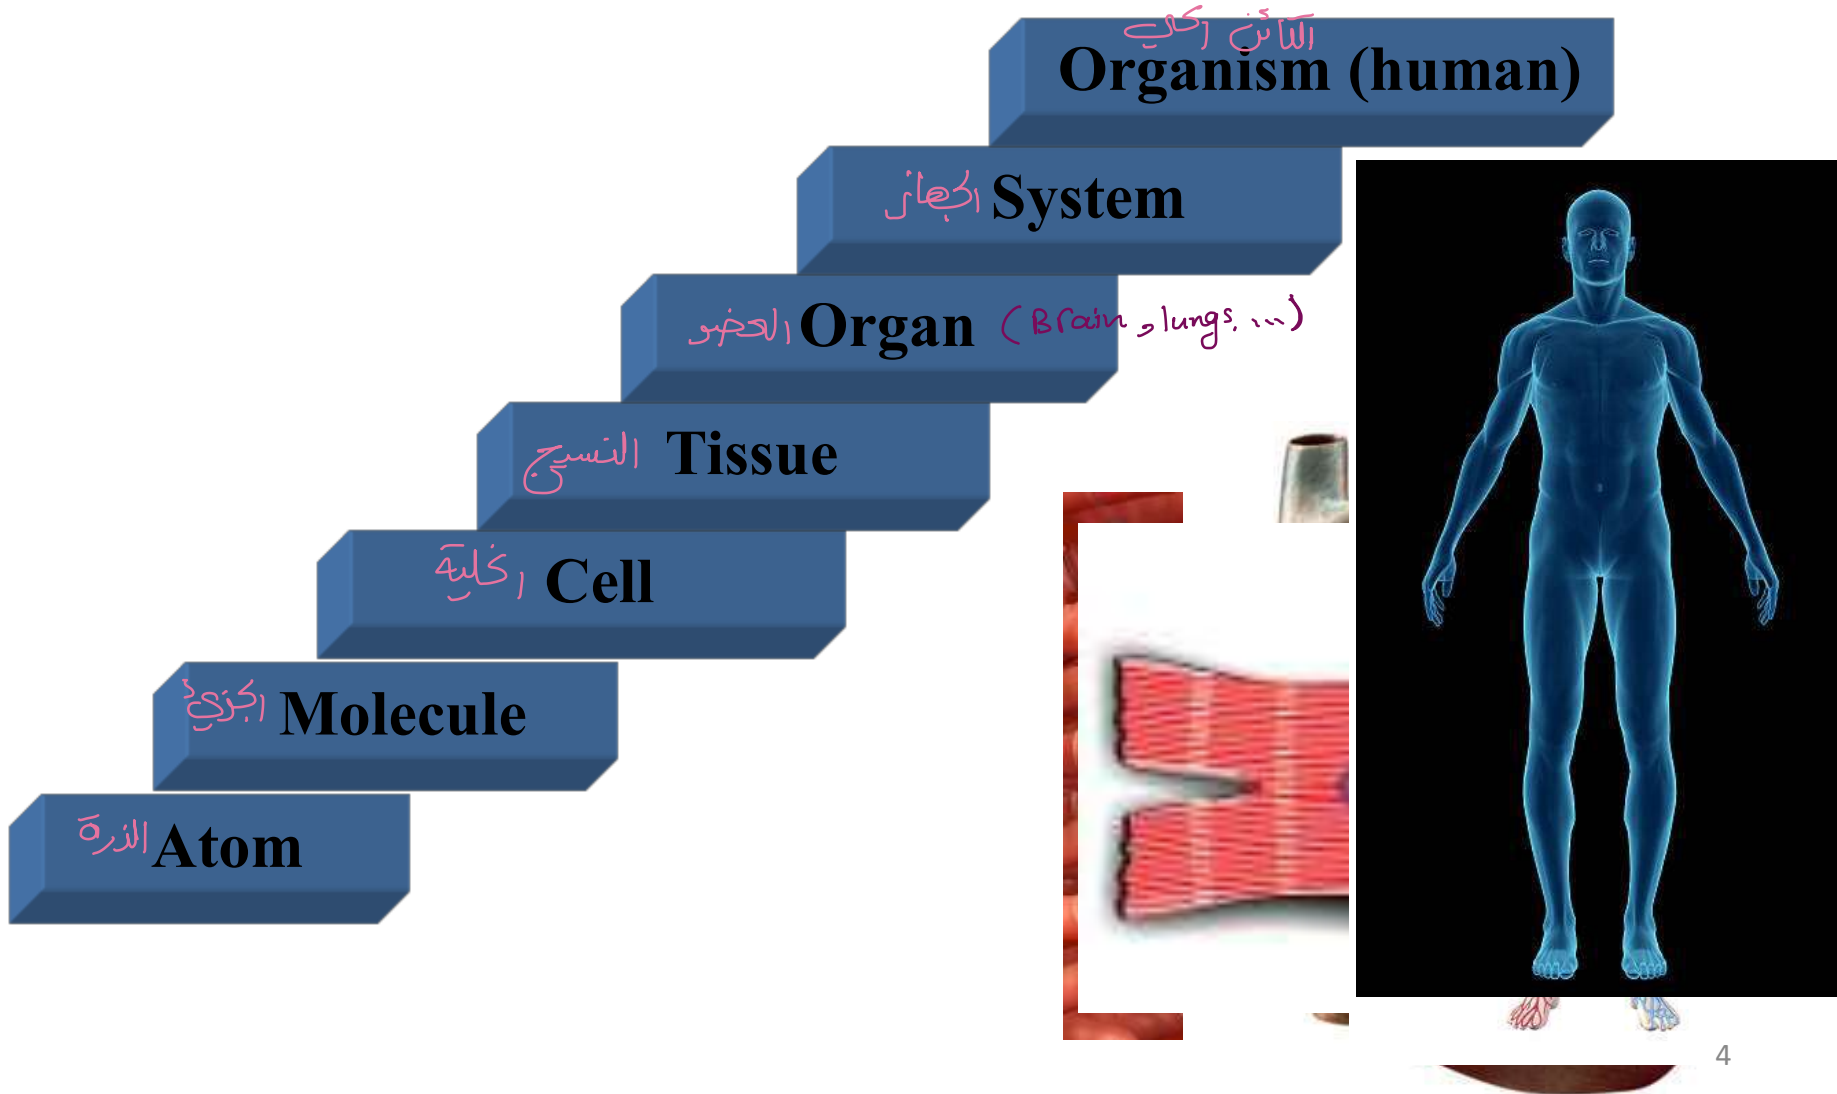 الكائن الحي
Organism (human)
الجهاز System
العضو Organ (Brain, lungs, ...)
النسيج Tissue
الخلية Cell
الجزيء Molecule
الذرة Atom
4